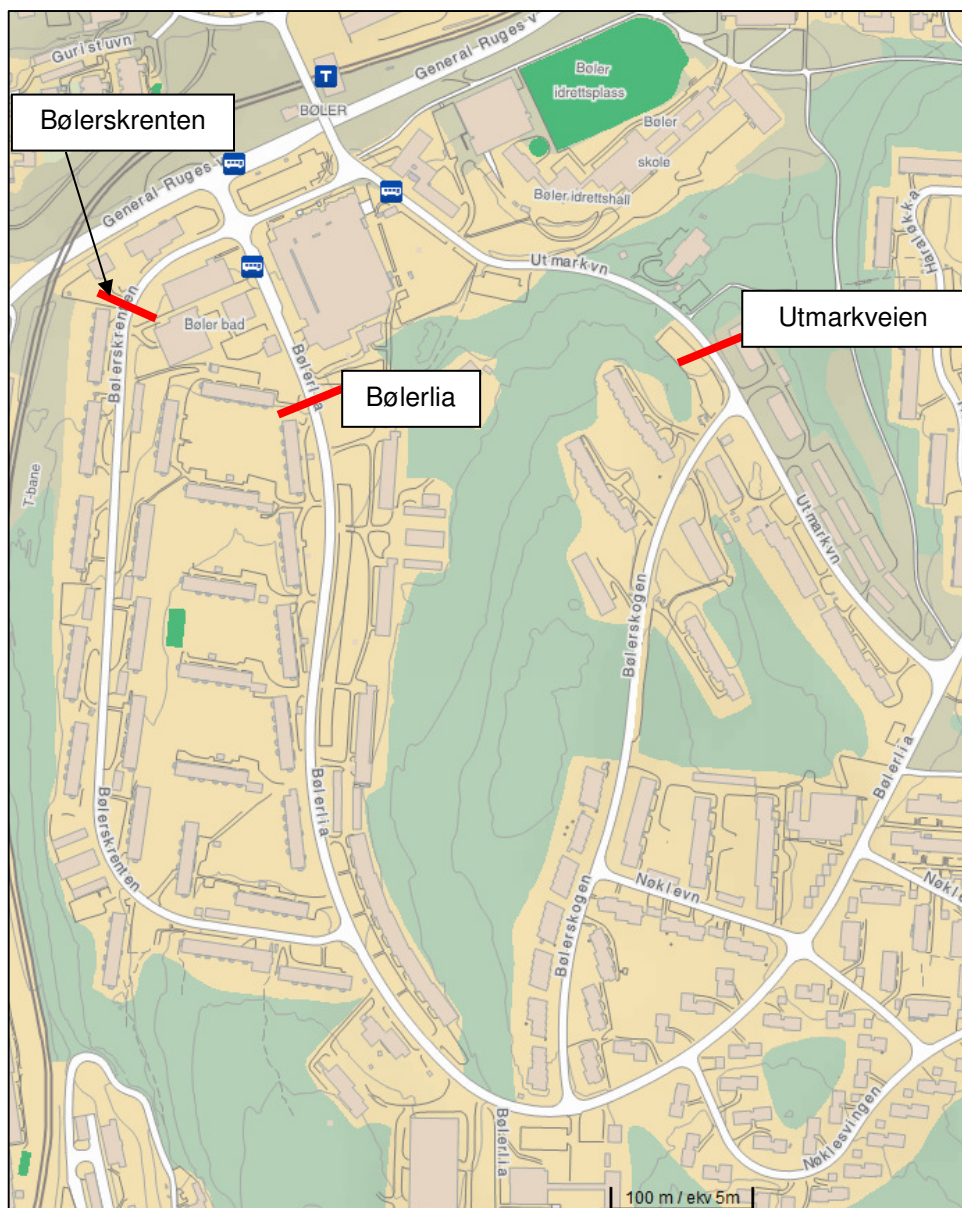 Guristuvn
General-Ruges v
T
BØLER
Bøler
idrettsplass
Bølerskrenten
Bøler
skole
General-Ruges v
Bøler idrettshall
Haraløkka
Utmarkvn
Bølerskrenten
Bøler bad
Utmarkveien
Bølerlia
Bølerlia
T-bane
Utmarkvn
Bølerskogen
Bølerlia
Bølerlia
Bølerskrenten
Nøklevn
Nøkle
Bølerskogen
Bølerlia
Nøklesvingen
100 m / ekv 5m